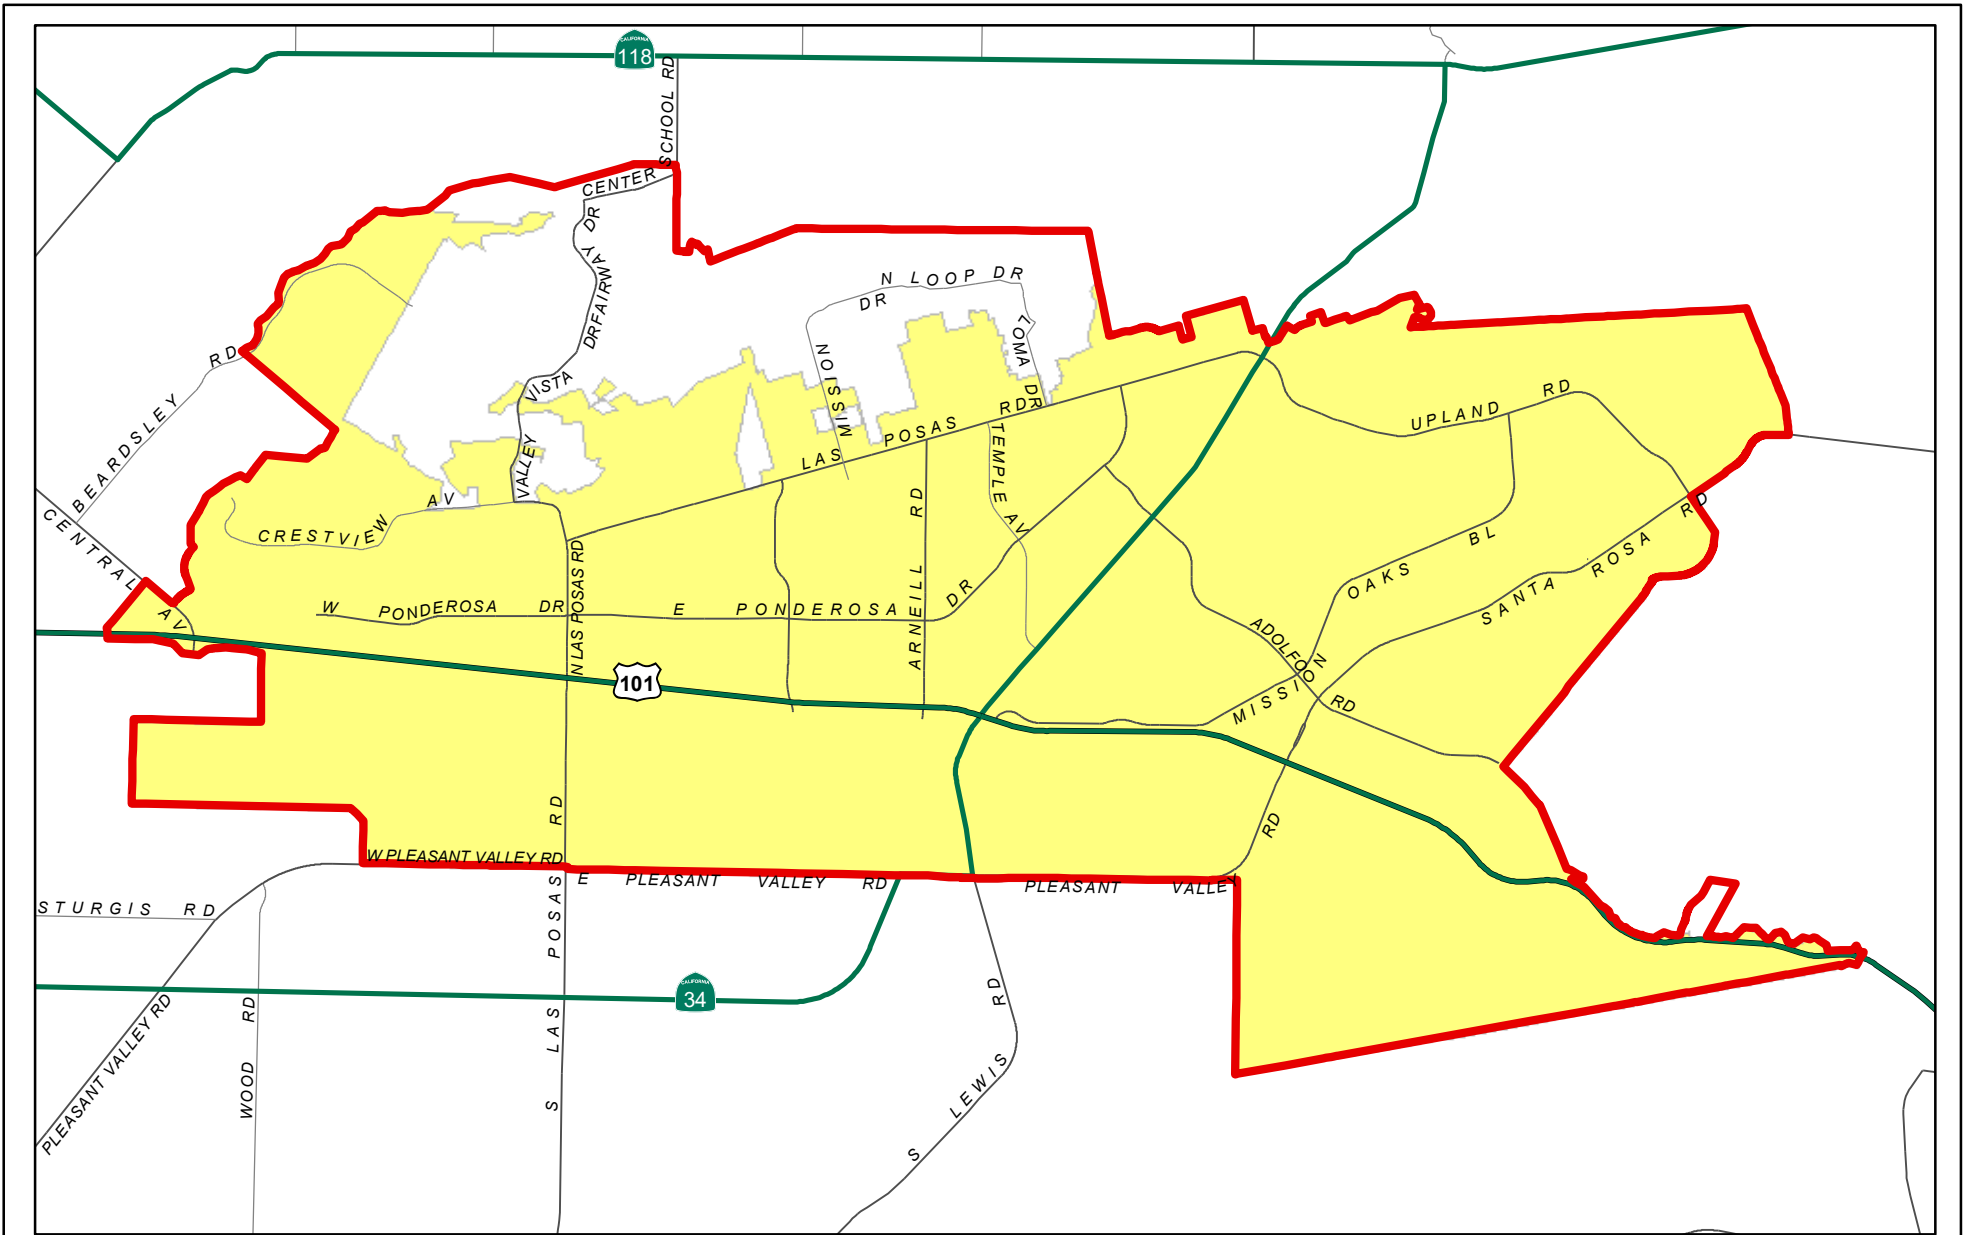 CALIFORNIA
118
SCHOOL RD
CENTER
DR
FAIRWAY DR
N LOOP DR
DR
MISSION
LOMA DR
VISTA
VALLEY
BEARDSLEY RD
LAS POSAS RD
UPLAND RD
TEMPLE AV
CRESTVIEW AV
CENTRAL AV
ARNEILL RD
OAKS BL
SANTA ROSA RD
W PONDEROSA DR
E PONDEROSA DR
N LAS POSAS RD
ADOLFO RD
MISSION
101
RD
RD
W PLEASANT VALLEY RD
E PLEASANT VALLEY RD
PLEASANT VALLEY
STURGIS RD
CALIFORNIA
34
PLEASANT VALLEY RD
WOOD RD
S LAS POSAS
S LEWIS RD